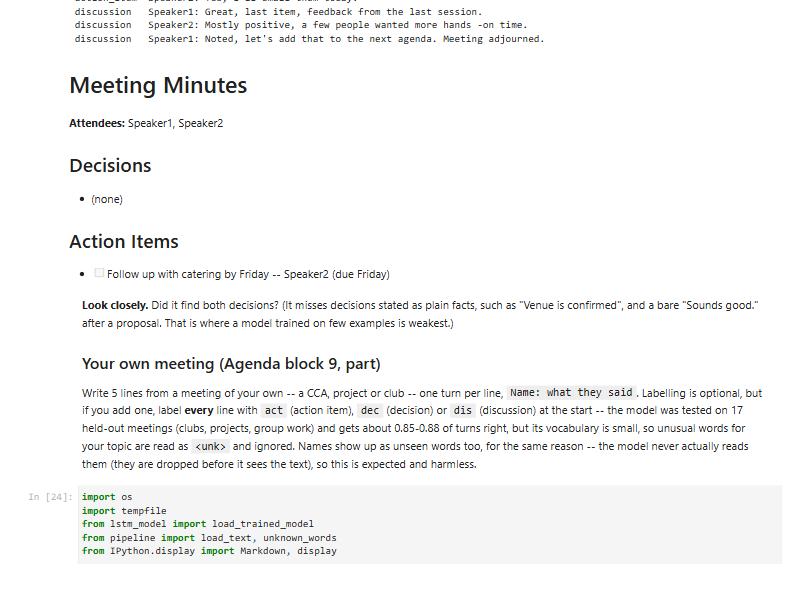 discussion   Speaker1: Great, last item, feedback from the last session.
discussion   Speaker2: Mostly positive, a few people wanted more hands -on time.
discussion   Speaker1: Noted, let's add that to the next agenda. Meeting adjourned.
Meeting Minutes
Attendees: Speaker1, Speaker2
Decisions
• (none)
Action Items
• Follow up with catering by Friday -- Speaker2 (due Friday)
Look closely. Did it find both decisions? (It misses decisions stated as plain facts, such as "Venue is confirmed", and a bare "Sounds good."
after a proposal. That is where a model trained on few examples is weakest.)
Your own meeting (Agenda block 9, part)
Write 5 lines from a meeting of your own -- a CCA, project or club -- one turn per line, Name: what they said. Labelling is optional, but
if you add one, label every line with act (action item), dec (decision) or dis (discussion) at the start -- the model was tested on 17
held-out meetings (clubs, projects, group work) and gets about 0.85-0.88 of turns right, but its vocabulary is small, so unusual words for
your topic are read as <unk> and ignored. Names show up as unseen words too, for the same reason -- the model never actually reads
them (they are dropped before it sees the text), so this is expected and harmless.
In [24]: import os
import tempfile
from lstm_model import load_trained_model
from pipeline import load_text, unknown_words
from IPython.display import Markdown, display